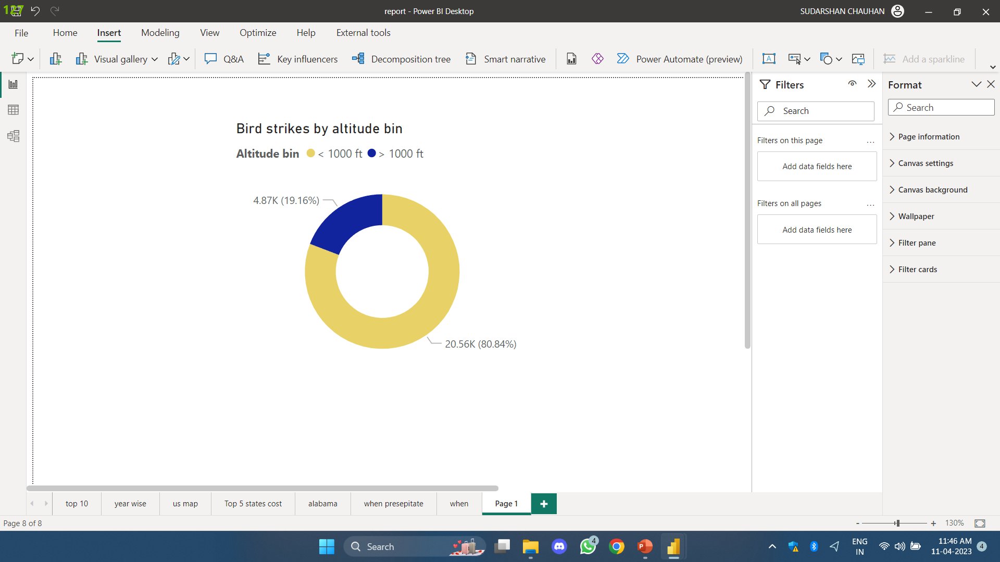 127
report - Power BI Desktop
SUDARSHAN CHAUHAN
File Home Insert Modeling View Optimize Help External tools
Visual gallery Q&A Key influencers Decomposition tree Smart narrative Power Automate (preview) A Add a sparkline
Filters
Search
Filters on this page ...
Add data fields here
Filters on all pages ...
Add data fields here
Format
Search
Page information
Canvas settings
Canvas background
Wallpaper
Filter pane
Filter cards
Bird strikes by altitude bin
Altitude bin < 1000 ft > 1000 ft
4.87K (19.16%)
20.56K (80.84%)
top 10 year wise us map Top 5 states cost alabama when presepitate when Page 1 +
Page 8 of 8
- + 130%
Search
4
P
ENG
IN
11:46 AM
11-04-2023
4